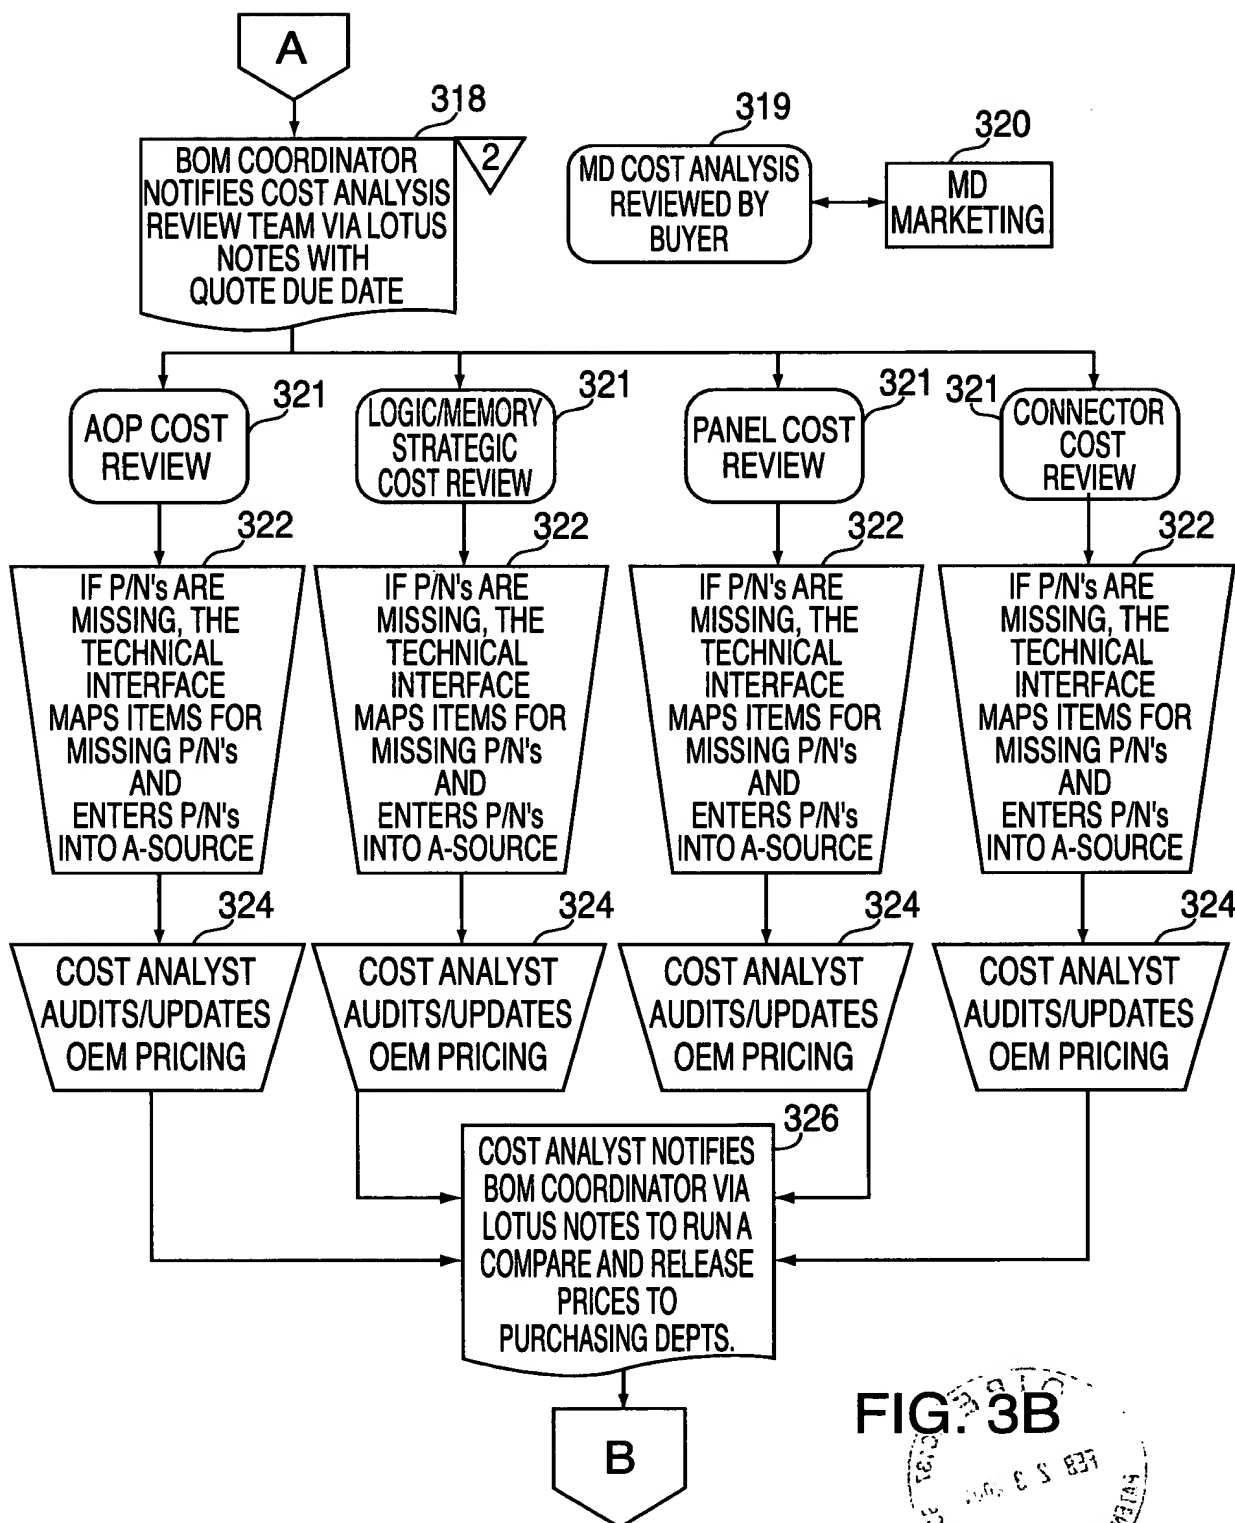 A
318
BOM COORDINATOR
NOTIFIES COST ANALYSIS
REVIEW TEAM VIA LOTUS
NOTES WITH
QUOTE DUE DATE
2
319
MD COST ANALYSIS
REVIEWED BY
BUYER
320
MD
MARKETING
321
AOP COST
REVIEW
321
LOGIC/MEMORY
STRATEGIC
COST REVIEW
321
PANEL COST
REVIEW
321
CONNECTOR
COST
REVIEW
322
IF P/N's ARE
MISSING, THE
TECHNICAL
INTERFACE
MAPS ITEMS FOR
MISSING P/N's
AND
ENTERS P/N's
INTO A-SOURCE
322
IF P/N's ARE
MISSING, THE
TECHNICAL
INTERFACE
MAPS ITEMS FOR
MISSING P/N's
AND
ENTERS P/N's
INTO A-SOURCE
322
IF P/N's ARE
MISSING, THE
TECHNICAL
INTERFACE
MAPS ITEMS FOR
MISSING P/N's
AND
ENTERS P/N's
INTO A-SOURCE
322
IF P/N's ARE
MISSING, THE
TECHNICAL
INTERFACE
MAPS ITEMS FOR
MISSING P/N's
AND
ENTERS P/N's
INTO A-SOURCE
324
COST ANALYST
AUDITS/UPDATES
OEM PRICING
324
COST ANALYST
AUDITS/UPDATES
OEM PRICING
324
COST ANALYST
AUDITS/UPDATES
OEM PRICING
324
COST ANALYST
AUDITS/UPDATES
OEM PRICING
326
COST ANALYST NOTIFIES
BOM COORDINATOR VIA
LOTUS NOTES TO RUN A
COMPARE AND RELEASE
PRICES TO
PURCHASING DEPTS.
B
FIG. 3B
FEB 23